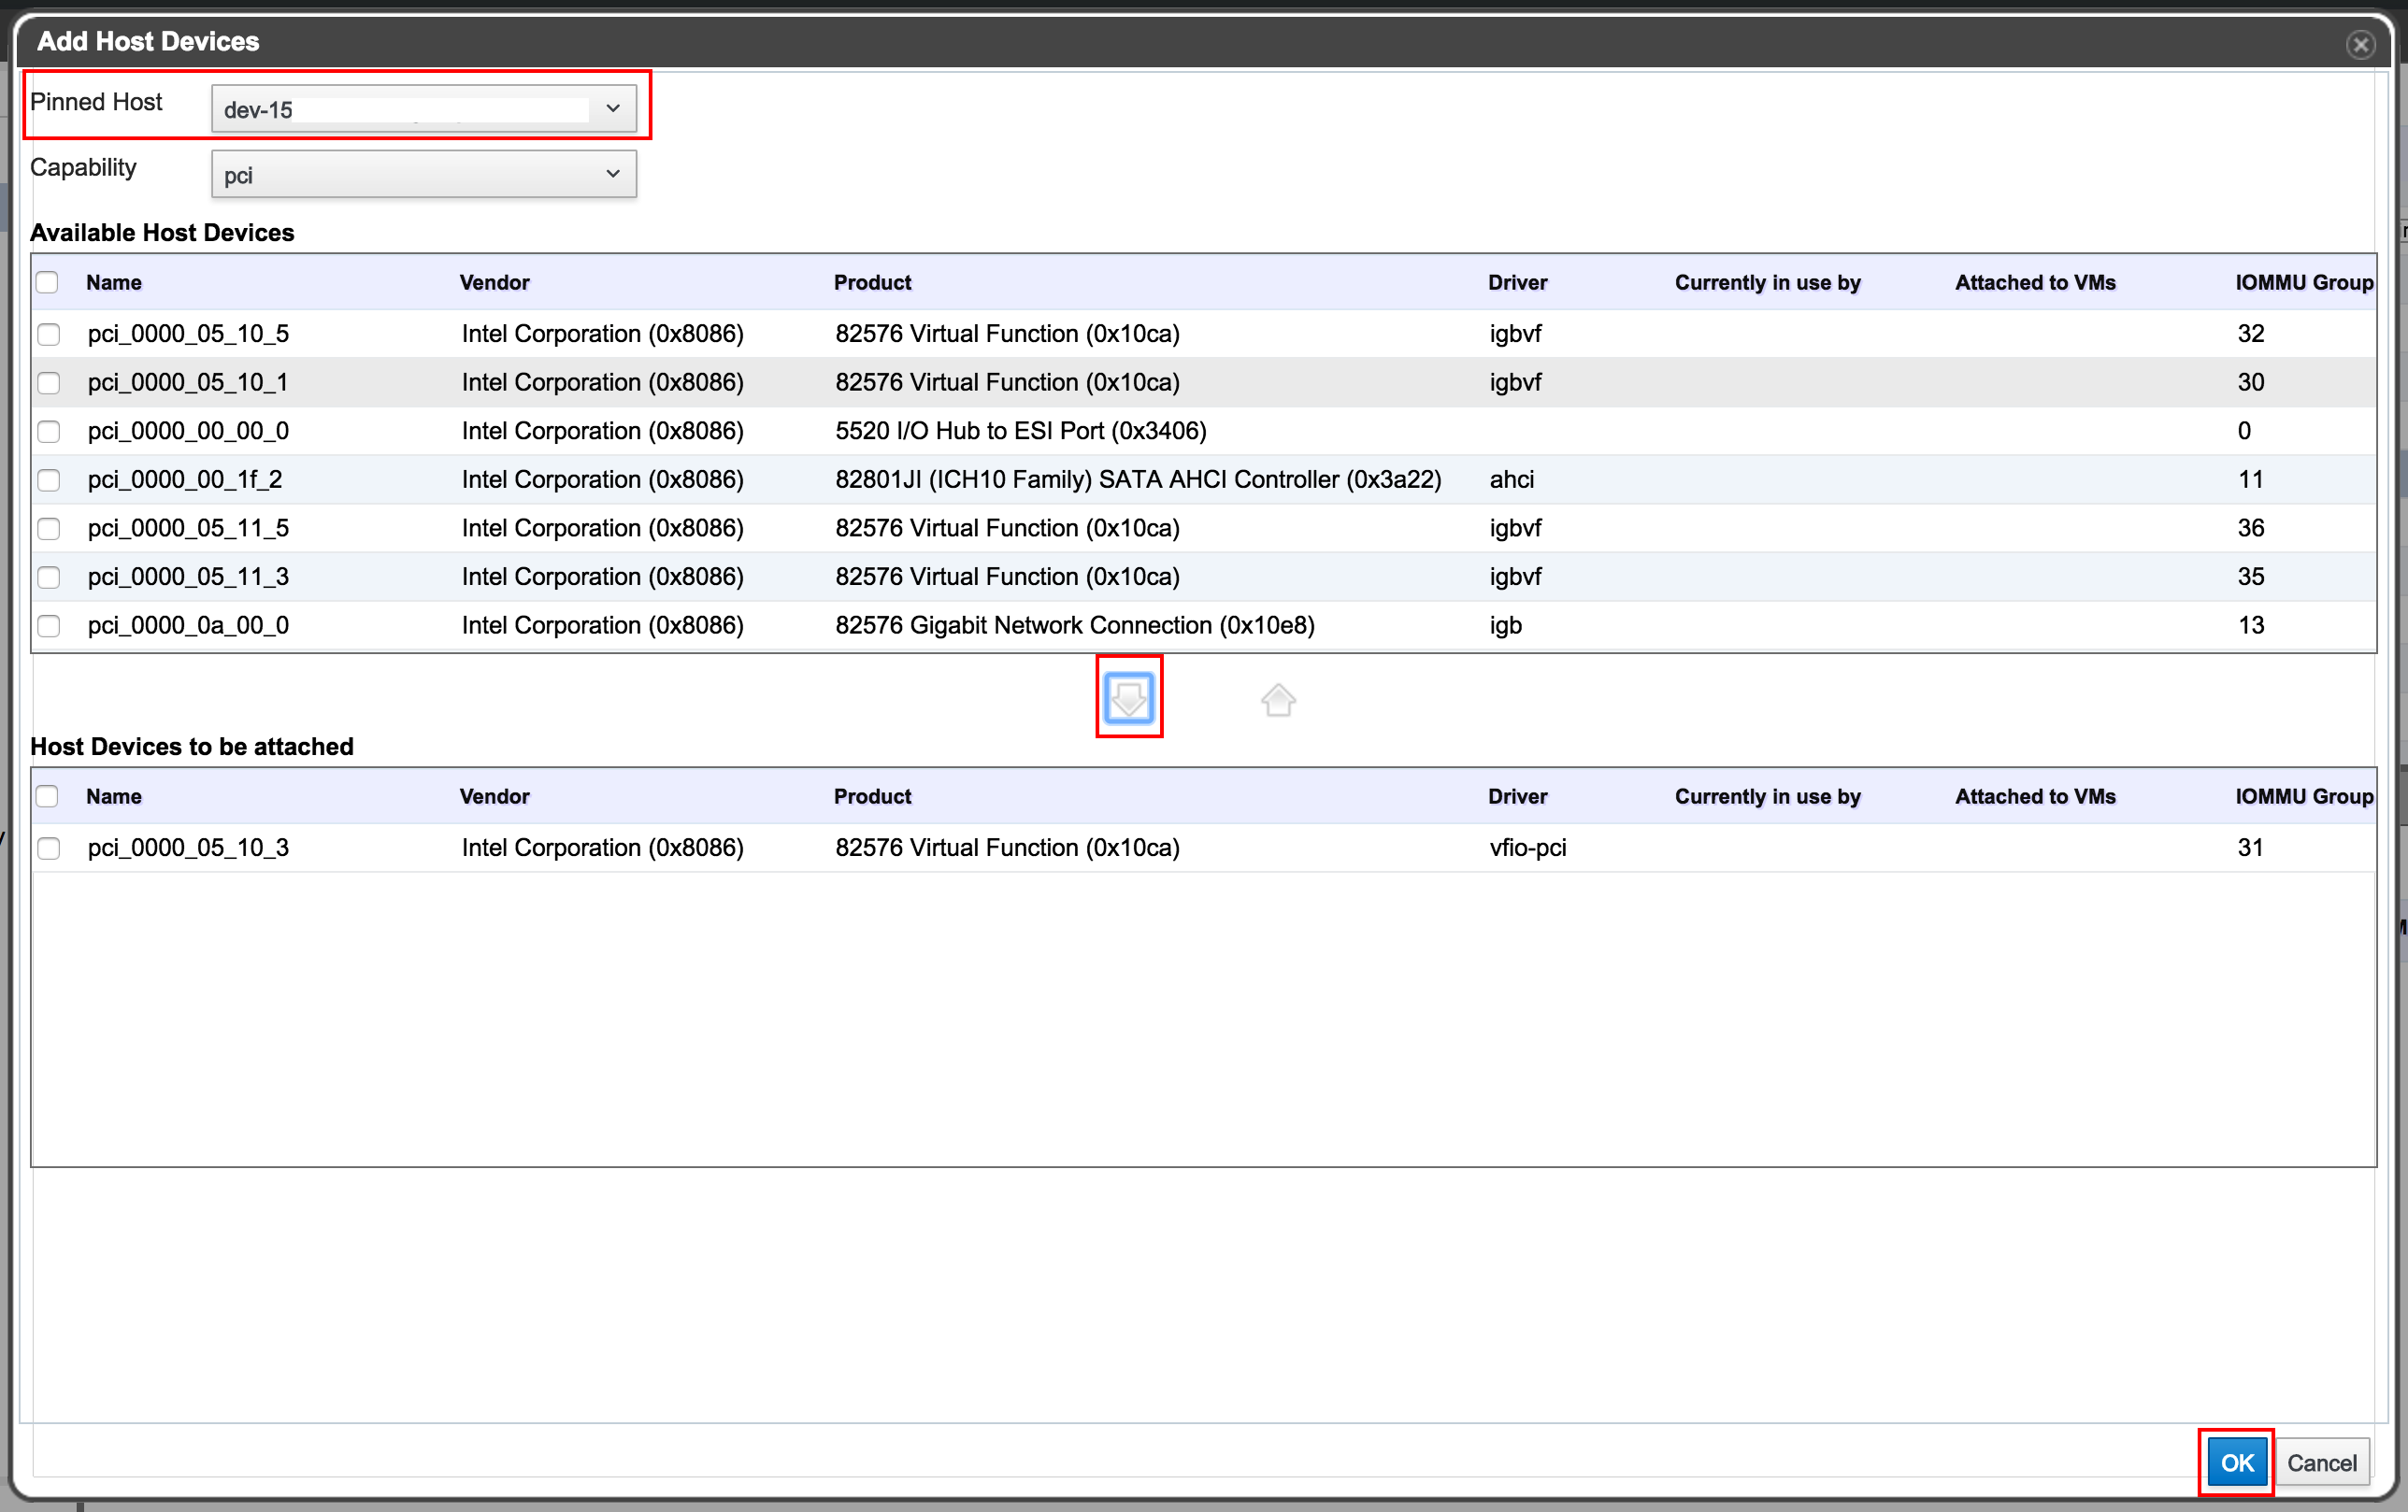 Add Host Devices
Pinned Host dev-15
Capability pci
Available Host Devices
Name Vendor Product Driver Currently in use by Attached to VMs IOMMU Group
pci_0000_05_10_5 Intel Corporation (0x8086) 82576 Virtual Function (0x10ca) igbvf 32
pci_0000_05_10_1 Intel Corporation (0x8086) 82576 Virtual Function (0x10ca) igbvf 30
pci_0000_00_00_0 Intel Corporation (0x8086) 5520 I/O Hub to ESI Port (0x3406) 0
pci_0000_00_1f_2 Intel Corporation (0x8086) 82801JI (ICH10 Family) SATA AHCI Controller (0x3a22) ahci 11
pci_0000_05_11_5 Intel Corporation (0x8086) 82576 Virtual Function (0x10ca) igbvf 36
pci_0000_05_11_3 Intel Corporation (0x8086) 82576 Virtual Function (0x10ca) igbvf 35
pci_0000_0a_00_0 Intel Corporation (0x8086) 82576 Gigabit Network Connection (0x10e8) igb 13
Host Devices to be attached
Name Vendor Product Driver Currently in use by Attached to VMs IOMMU Group
pci_0000_05_10_3 Intel Corporation (0x8086) 82576 Virtual Function (0x10ca) vfio-pci 31
OK Cancel